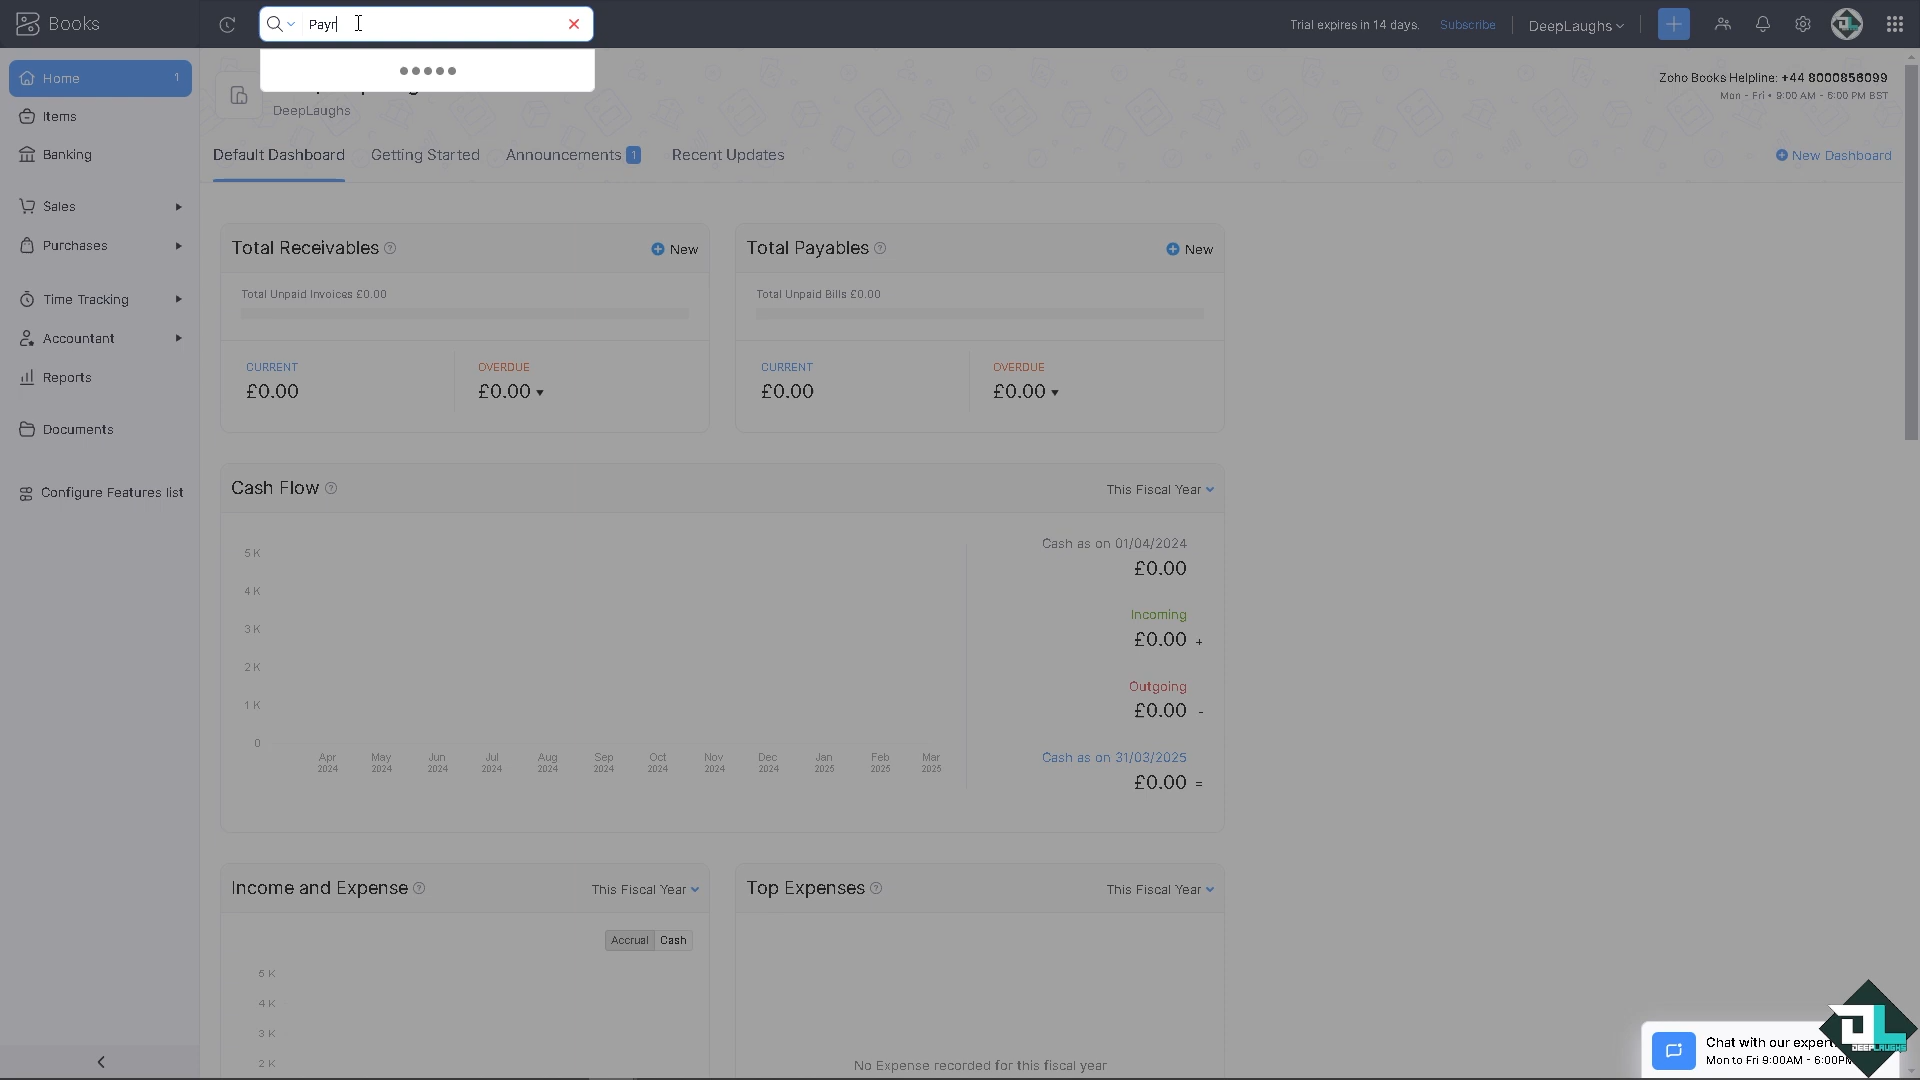 Books
Payr
Trial expires in 14 days.
Subscribe
DeepLaughs
Home
1
Items
Banking
Sales
Purchases
Time Tracking
Accountant
Reports
Documents
Configure Features list
DeepLaughs
Zoho Books Helpline: +44 8000856099
Mon - Fri • 9:00 AM - 6:00 PM BST
Default Dashboard
Getting Started
Announcements 1
Recent Updates
New Dashboard
Total Receivables
New
Total Unpaid Invoices £0.00
CURRENT
£0.00
OVERDUE
£0.00
Total Payables
New
Total Unpaid Bills £0.00
CURRENT
£0.00
OVERDUE
£0.00
Cash Flow
This Fiscal Year
5 K
4 K
3 K
2 K
1 K
0
Apr May Jun Jul Aug Sep Oct Nov Dec Jan Feb Mar
2024 2024 2024 2024 2024 2024 2024 2024 2024 2025 2025 2025
Cash as on 01/04/2024
£0.00
Incoming
£0.00 +
Outgoing
£0.00 -
Cash as on 31/03/2025
£0.00 =
Income and Expense
This Fiscal Year
Accrual
Cash
5 K
4 K
3 K
2 K
Top Expenses
This Fiscal Year
No Expense recorded for this fiscal year
Chat with our expert
Mon to Fri 9:00AM - 6:00PM
DEEPLAUGHS